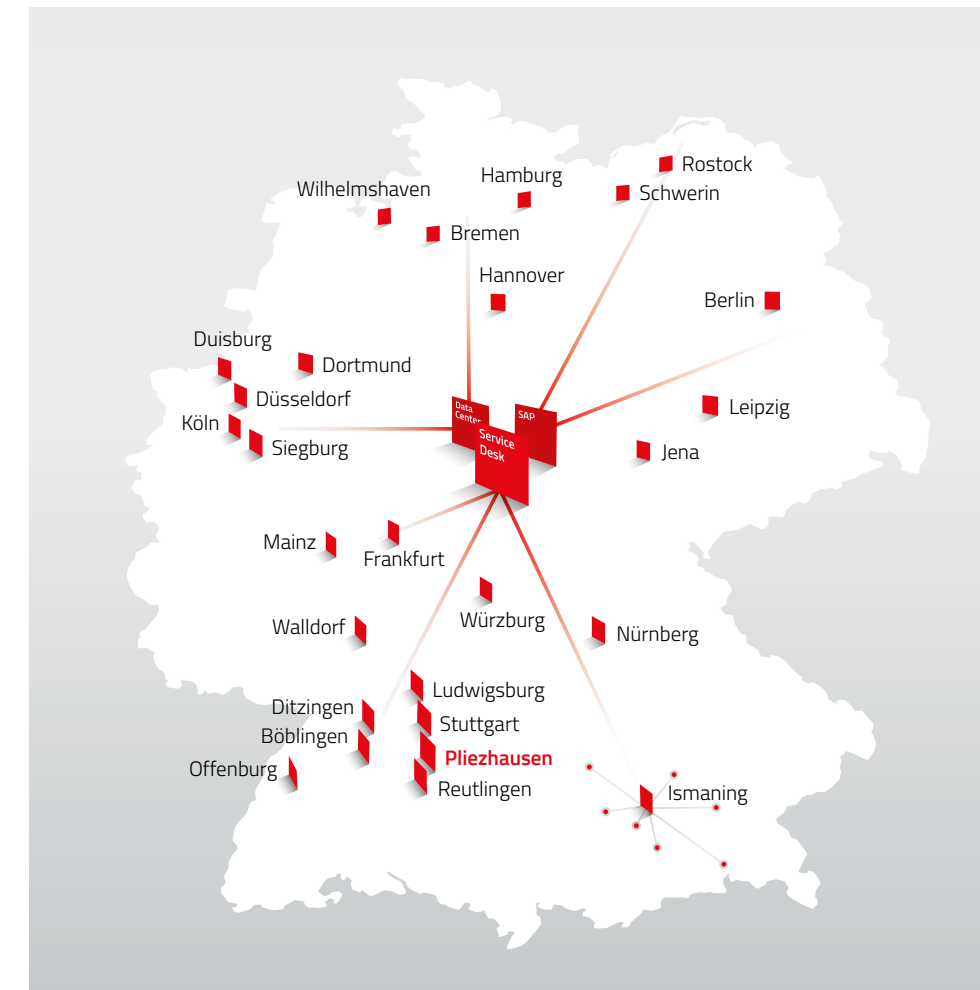 Rostock
Hamburg
Wilhelmshaven
Schwerin
Bremen
Hannover
Berlin
Duisburg
Dortmund
Düsseldorf
Leipzig
Data
Center
SAP
Köln
Service
Desk
Siegburg
Jena
Mainz
Frankfurt
Würzburg
Walldorf
Nürnberg
Ludwigsburg
Ditzingen
Stuttgart
Böblingen
Pliezhausen
Offenburg
Reutlingen
Ismaning